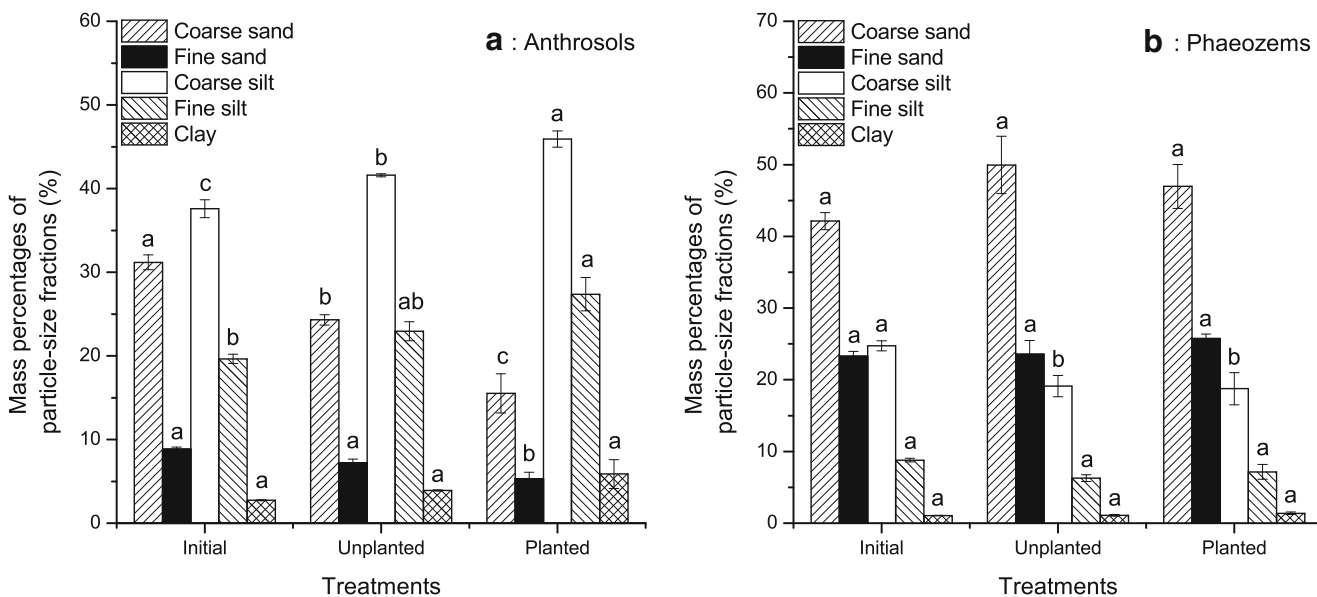 Mass percentages of
particle-size fractions (%)
60
50
40
30
20
10
0
Coarse sand
Fine sand
Coarse silt
Fine silt
Clay
a : Anthrosols
a
a
c
b
a
b
a
b
ab
a
c
b
a
a
a
Initial
Unplanted
Planted
Treatments
Mass percentages of
particle-size fractions (%)
70
60
50
40
30
20
10
0
Coarse sand
Fine sand
Coarse silt
Fine silt
Clay
b : Phaeozems
a
a
a
a
a
a
a
b
a
a
a
a
b
a
a
Initial
Unplanted
Planted
Treatments